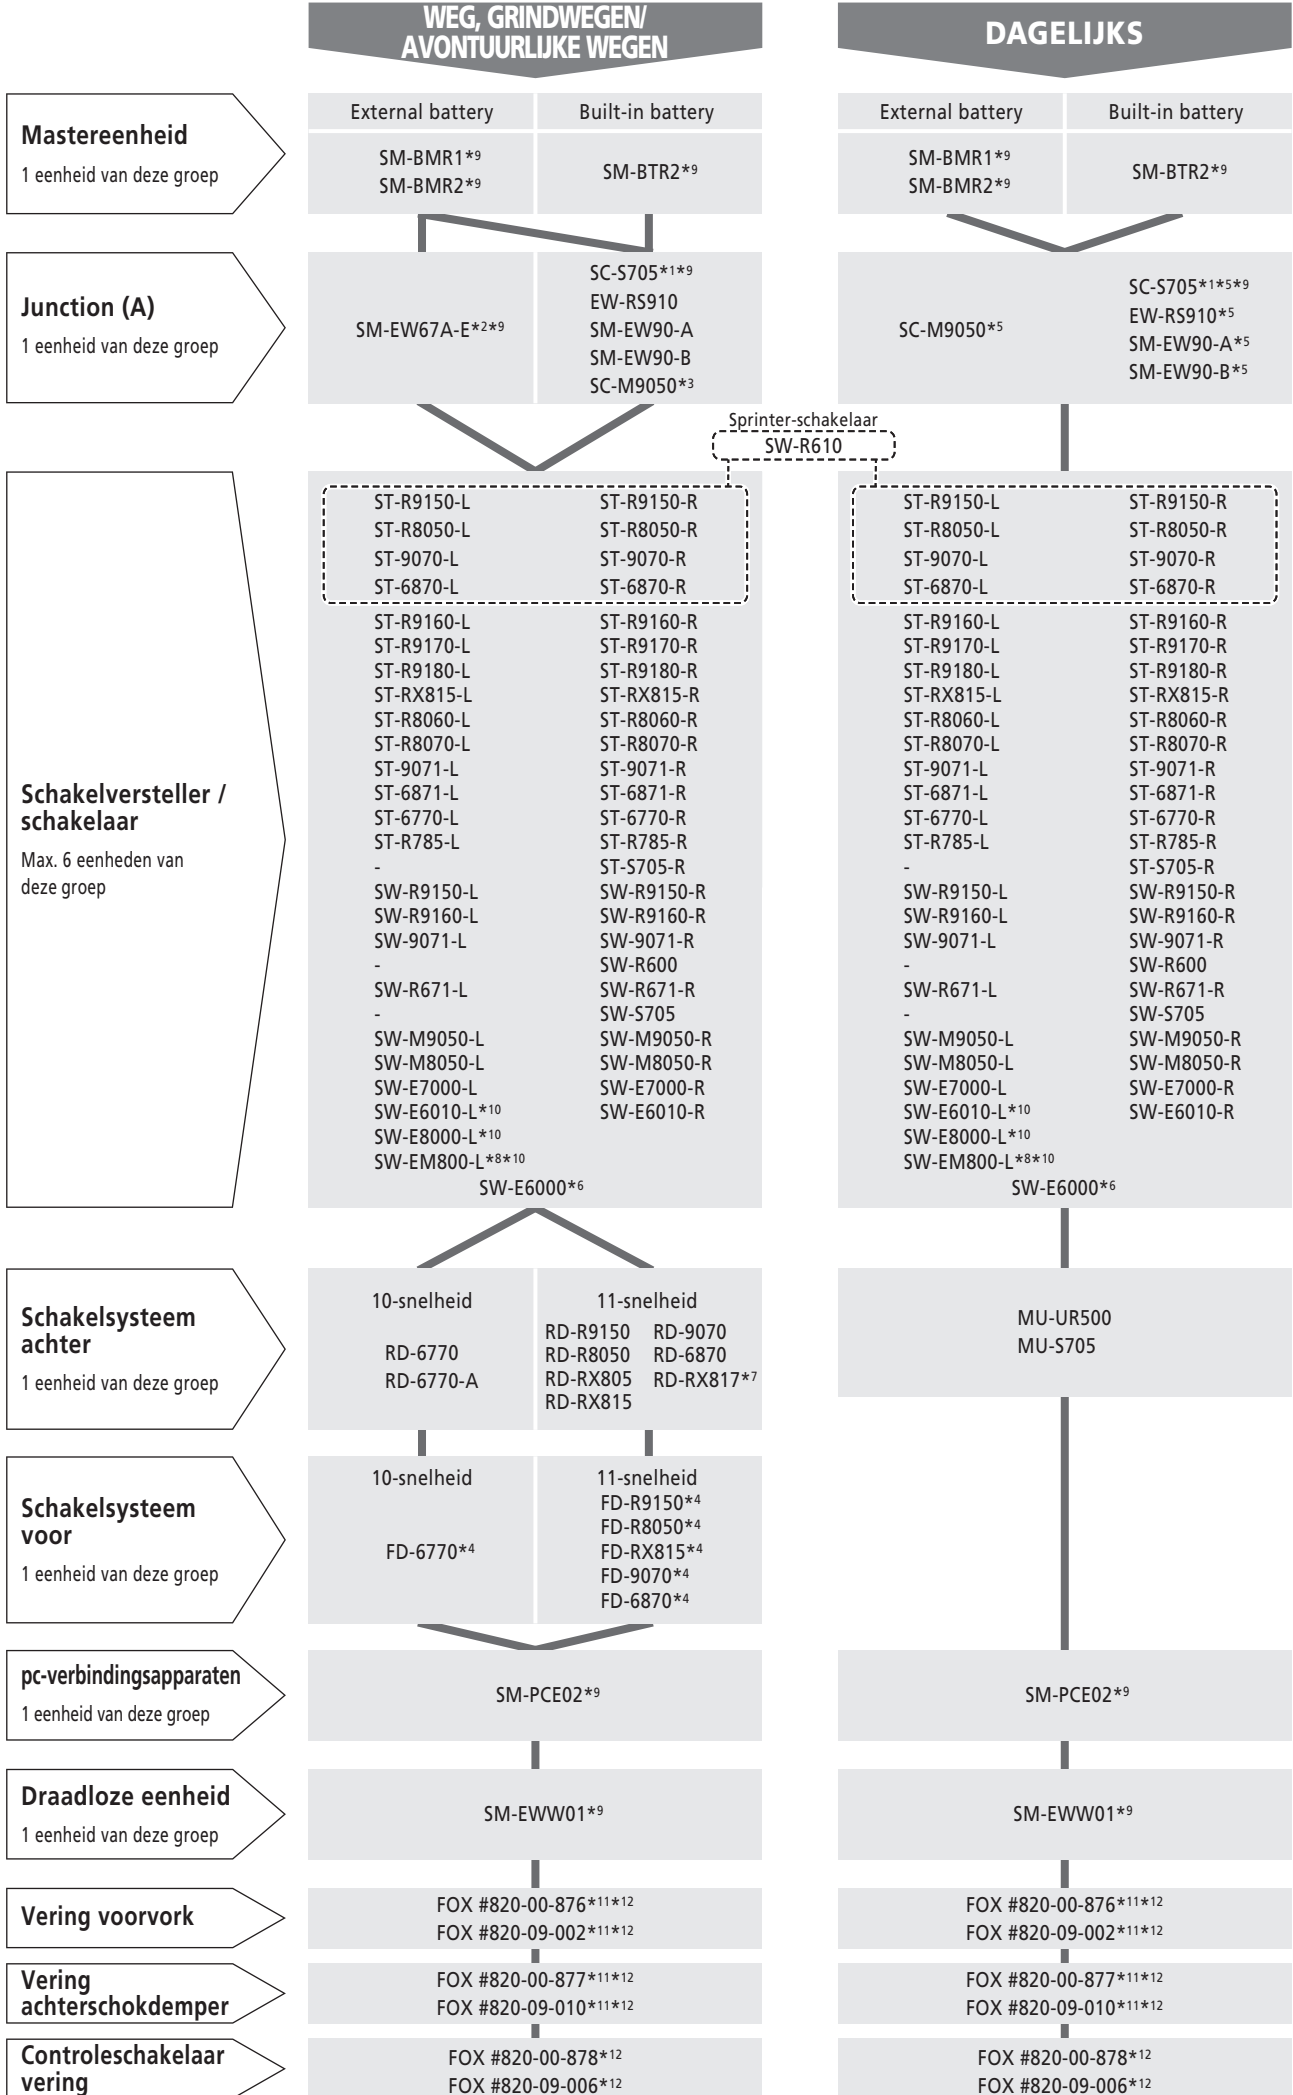 WEG, GRINDWEGEN/
AVONTUURLIJKE WEGEN
DAGELIJKS
Mastereenheid
1 eenheid van deze groep
External battery Built-in battery
SM-BMR1*9
SM-BMR2*9
SM-BTR2*9
External battery Built-in battery
SM-BMR1*9
SM-BMR2*9
SM-BTR2*9
Junction (A)
1 eenheid van deze groep
SM-EW67A-E*2*9
SC-S705*1*9
EW-RS910
SM-EW90-A
SM-EW90-B
SC-M9050*3
SC-M9050*5
SC-S705*1*5*9
EW-RS910*5
SM-EW90-A*5
SM-EW90-B*5
Sprinter-schakelaar
SW-R610
Schakelversteller /
schakelaar
Max. 6 eenheden van
deze groep
ST-R9150-L ST-R9150-R
ST-R8050-L ST-R8050-R
ST-9070-L ST-9070-R
ST-6870-L ST-6870-R
ST-R9160-L ST-R9160-R
ST-R9170-L ST-R9170-R
ST-R9180-L ST-R9180-R
ST-RX815-L ST-RX815-R
ST-R8060-L ST-R8060-R
ST-R8070-L ST-R8070-R
ST-9071-L ST-9071-R
ST-6871-L ST-6871-R
ST-6770-L ST-6770-R
ST-R785-L ST-R785-R
- ST-S705-R
SW-R9150-L SW-R9150-R
SW-R9160-L SW-R9160-R
SW-9071-L SW-9071-R
- SW-R600
SW-R671-L SW-R671-R
- SW-S705
SW-M9050-L SW-M9050-R
SW-M8050-L SW-M8050-R
SW-E7000-L SW-E7000-R
SW-E6010-L*10 SW-E6010-R
SW-E8000-L*10
SW-EM800-L*8*10
SW-E6000*6
ST-R9150-L ST-R9150-R
ST-R8050-L ST-R8050-R
ST-9070-L ST-9070-R
ST-6870-L ST-6870-R
ST-R9160-L ST-R9160-R
ST-R9170-L ST-R9170-R
ST-R9180-L ST-R9180-R
ST-RX815-L ST-RX815-R
ST-R8060-L ST-R8060-R
ST-R8070-L ST-R8070-R
ST-9071-L ST-9071-R
ST-6871-L ST-6871-R
ST-6770-L ST-6770-R
ST-R785-L ST-R785-R
- ST-S705-R
SW-R9150-L SW-R9150-R
SW-R9160-L SW-R9160-R
SW-9071-L SW-9071-R
- SW-R600
SW-R671-L SW-R671-R
- SW-S705
SW-M9050-L SW-M9050-R
SW-M8050-L SW-M8050-R
SW-E7000-L SW-E7000-R
SW-E6010-L*10 SW-E6010-R
SW-E8000-L*10
SW-EM800-L*8*10
SW-E6000*6
Schakelsysteem
achter
1 eenheid van deze groep
10-snelheid
RD-6770
RD-6770-A
11-snelheid
RD-R9150 RD-9070
RD-R8050 RD-6870
RD-RX805 RD-RX817*7
RD-RX815
MU-UR500
MU-S705
Schakelsysteem
voor
1 eenheid van deze groep
10-snelheid
FD-6770*4
11-snelheid
FD-R9150*4
FD-R8050*4
FD-RX815*4
FD-9070*4
FD-6870*4
pc-verbindingsapparaten
1 eenheid van deze groep
SM-PCE02*9
SM-PCE02*9
Draadloze eenheid
1 eenheid van deze groep
SM-EWW01*9
SM-EWW01*9
Vering voorvork
FOX #820-00-876*11*12
FOX #820-09-002*11*12
FOX #820-00-876*11*12
FOX #820-09-002*11*12
Vering
achterschokdemper
FOX #820-00-877*11*12
FOX #820-09-010*11*12
FOX #820-00-877*11*12
FOX #820-09-010*11*12
Controleschakelaar
vering
FOX #820-00-878*12
FOX #820-09-006*12
FOX #820-00-878*12
FOX #820-09-006*12